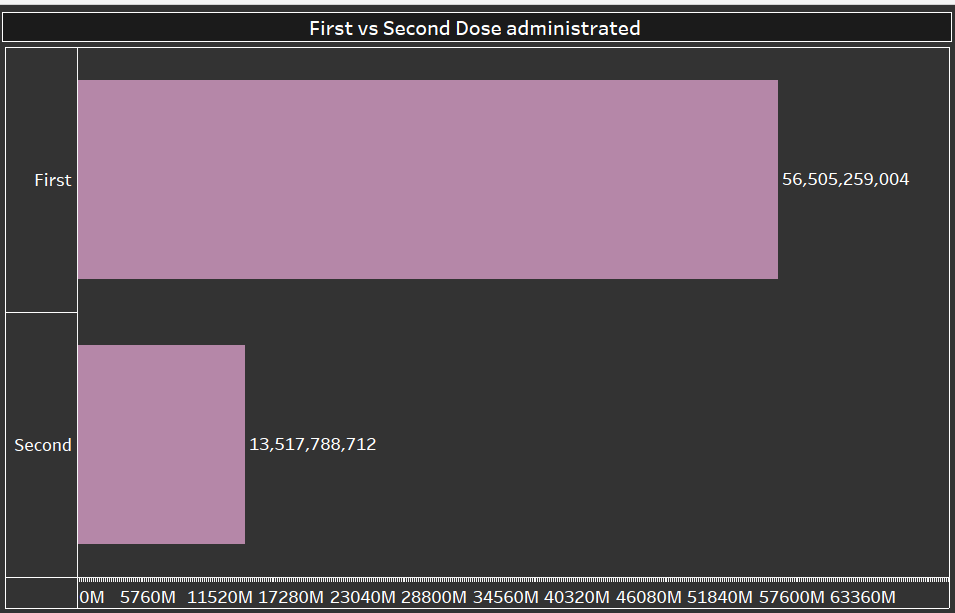 First vs Second Dose administrated
First
56,505,259,004
Second
13,517,788,712
0M 5760M 11520M 17280M 23040M 28800M 34560M 40320M 46080M 51840M 57600M 63360M